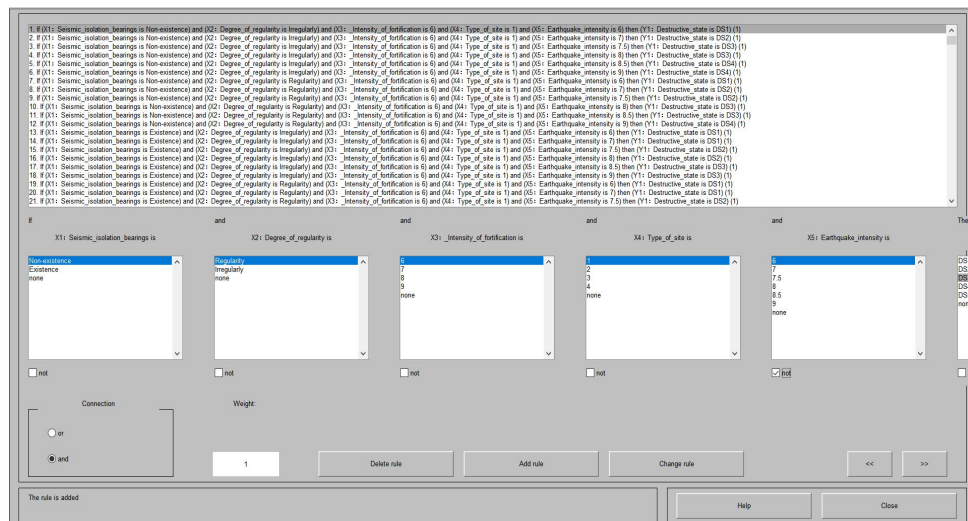 1. If (X1: Seismic_isolation_bearings is Non-existence) and (X2: Degree_of_regularity is Irregularly) and (X3: _Intensity_of_fortification is 6) and (X4: Type_of_site is 1) and (X5: Earthquake_intensity is 6) then (Y1: Destructive_state is DS1) (1)
2. If (X1: Seismic_isolation_bearings is Non-existence) and (X2: Degree_of_regularity is Irregularly) and (X3: _Intensity_of_fortification is 6) and (X4: Type_of_site is 1) and (X5: Earthquake_intensity is 7) then (Y1: Destructive_state is DS2) (1)
3. If (X1: Seismic_isolation_bearings is Non-existence) and (X2: Degree_of_regularity is Irregularly) and (X3: _Intensity_of_fortification is 6) and (X4: Type_of_site is 1) and (X5: Earthquake_intensity is 7.5) then (Y1: Destructive_state is DS3) (1)
4. If (X1: Seismic_isolation_bearings is Non-existence) and (X2: Degree_of_regularity is Irregularly) and (X3: _Intensity_of_fortification is 6) and (X4: Type_of_site is 1) and (X5: Earthquake_intensity is 8) then (Y1: Destructive_state is DS3) (1)
5. If (X1: Seismic_isolation_bearings is Non-existence) and (X2: Degree_of_regularity is Irregularly) and (X3: _Intensity_of_fortification is 6) and (X4: Type_of_site is 1) and (X5: Earthquake_intensity is 8.5) then (Y1: Destructive_state is DS4) (1)
6. If (X1: Seismic_isolation_bearings is Non-existence) and (X2: Degree_of_regularity is Irregularly) and (X3: _Intensity_of_fortification is 6) and (X4: Type_of_site is 1) and (X5: Earthquake_intensity is 9) then (Y1: Destructive_state is DS4) (1)
7. If (X1: Seismic_isolation_bearings is Non-existence) and (X2: Degree_of_regularity is Regularity) and (X3: _Intensity_of_fortification is 6) and (X4: Type_of_site is 1) and (X5: Earthquake_intensity is 6) then (Y1: Destructive_state is DS1) (1)
8. If (X1: Seismic_isolation_bearings is Non-existence) and (X2: Degree_of_regularity is Regularity) and (X3: _Intensity_of_fortification is 6) and (X4: Type_of_site is 1) and (X5: Earthquake_intensity is 7) then (Y1: Destructive_state is DS2) (1)
9. If (X1: Seismic_isolation_bearings is Non-existence) and (X2: Degree_of_regularity is Regularity) and (X3: _Intensity_of_fortification is 6) and (X4: Type_of_site is 1) and (X5: Earthquake_intensity is 7.5) then (Y1: Destructive_state is DS2) (1)
10. If (X1: Seismic_isolation_bearings is Non-existence) and (X2: Degree_of_regularity is Regularity) and (X3: _Intensity_of_fortification is 6) and (X4: Type_of_site is 1) and (X5: Earthquake_intensity is 8) then (Y1: Destructive_state is DS3) (1)
11. If (X1: Seismic_isolation_bearings is Non-existence) and (X2: Degree_of_regularity is Regularity) and (X3: _Intensity_of_fortification is 6) and (X4: Type_of_site is 1) and (X5: Earthquake_intensity is 8.5) then (Y1: Destructive_state is DS3) (1)
12. If (X1: Seismic_isolation_bearings is Non-existence) and (X2: Degree_of_regularity is Regularity) and (X3: _Intensity_of_fortification is 6) and (X4: Type_of_site is 1) and (X5: Earthquake_intensity is 9) then (Y1: Destructive_state is DS4) (1)
13. If (X1: Seismic_isolation_bearings is Existence) and (X2: Degree_of_regularity is Irregularly) and (X3: _Intensity_of_fortification is 6) and (X4: Type_of_site is 1) and (X5: Earthquake_intensity is 6) then (Y1: Destructive_state is DS1) (1)
14. If (X1: Seismic_isolation_bearings is Existence) and (X2: Degree_of_regularity is Irregularly) and (X3: _Intensity_of_fortification is 6) and (X4: Type_of_site is 1) and (X5: Earthquake_intensity is 7) then (Y1: Destructive_state is DS1) (1)
15. If (X1: Seismic_isolation_bearings is Existence) and (X2: Degree_of_regularity is Irregularly) and (X3: _Intensity_of_fortification is 6) and (X4: Type_of_site is 1) and (X5: Earthquake_intensity is 7.5) then (Y1: Destructive_state is DS2) (1)
16. If (X1: Seismic_isolation_bearings is Existence) and (X2: Degree_of_regularity is Irregularly) and (X3: _Intensity_of_fortification is 6) and (X4: Type_of_site is 1) and (X5: Earthquake_intensity is 8) then (Y1: Destructive_state is DS2) (1)
17. If (X1: Seismic_isolation_bearings is Existence) and (X2: Degree_of_regularity is Irregularly) and (X3: _Intensity_of_fortification is 6) and (X4: Type_of_site is 1) and (X5: Earthquake_intensity is 8.5) then (Y1: Destructive_state is DS3) (1)
18. If (X1: Seismic_isolation_bearings is Existence) and (X2: Degree_of_regularity is Irregularly) and (X3: _Intensity_of_fortification is 6) and (X4: Type_of_site is 1) and (X5: Earthquake_intensity is 9) then (Y1: Destructive_state is DS3) (1)
19. If (X1: Seismic_isolation_bearings is Existence) and (X2: Degree_of_regularity is Regularity) and (X3: _Intensity_of_fortification is 6) and (X4: Type_of_site is 1) and (X5: Earthquake_intensity is 6) then (Y1: Destructive_state is DS1) (1)
20. If (X1: Seismic_isolation_bearings is Existence) and (X2: Degree_of_regularity is Regularity) and (X3: _Intensity_of_fortification is 6) and (X4: Type_of_site is 1) and (X5: Earthquake_intensity is 7) then (Y1: Destructive_state is DS1) (1)
21. If (X1: Seismic_isolation_bearings is Existence) and (X2: Degree_of_regularity is Regularity) and (X3: _Intensity_of_fortification is 6) and (X4: Type_of_site is 1) and (X5: Earthquake_intensity is 7.5) then (Y1: Destructive_state is DS2) (1)
If and and and and The
X1: Seismic_isolation_bearings is X2: Degree_of_regularity is X3: _Intensity_of_fortification is X4: Type_of_site is X5: Earthquake_intensity is
Non-existence Regularity 6 1 6 DS
Existence Irregularly 7 2 7 DS
none none 8 3 7.5 DS
9 4 8 DS
none none 8.5 DS
9 non
none
not not not not not
Connection Weight:
or
and 1 Delete rule Add rule Change rule << >>
The rule is added Help Close